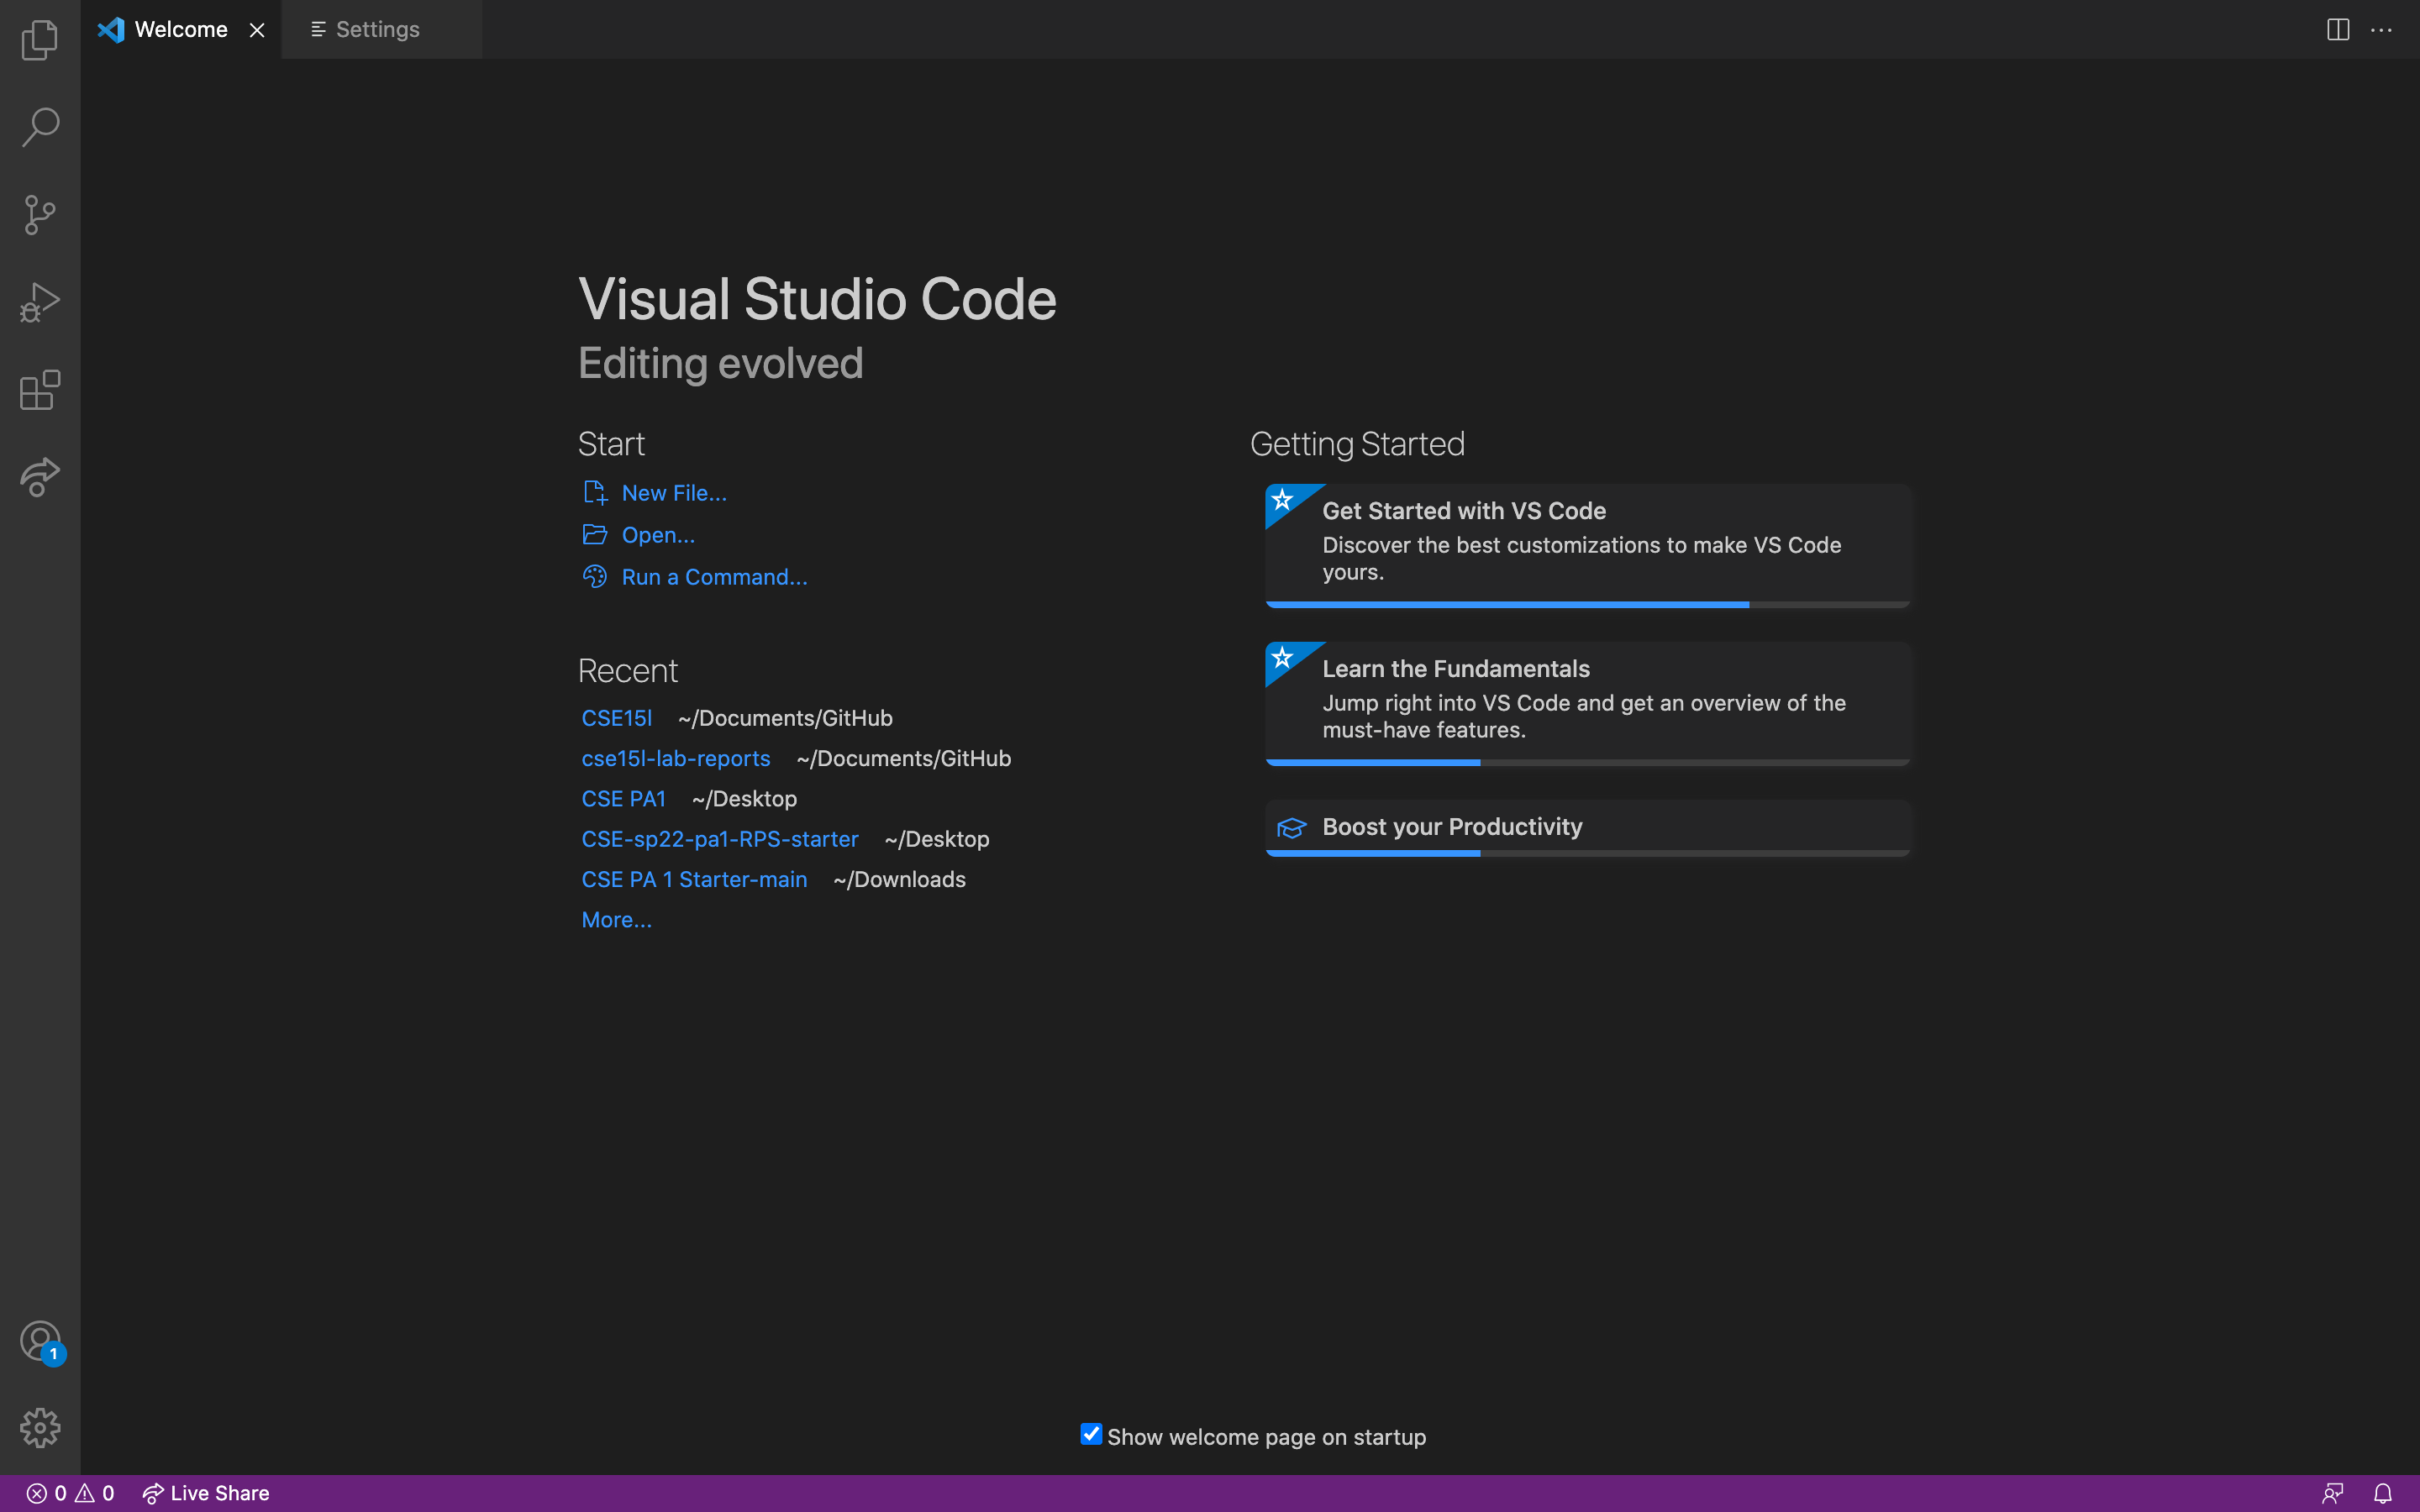 Welcome
Settings
Visual Studio Code
Editing evolved
Start
New File...
Open...
Run a Command...
Recent
CSE15l ~/Documents/GitHub
cse15l-lab-reports ~/Documents/GitHub
CSE PA1 ~/Desktop
CSE-sp22-pa1-RPS-starter ~/Desktop
CSE PA 1 Starter-main ~/Downloads
More...
Getting Started
Get Started with VS Code
Discover the best customizations to make VS Code
yours.
Learn the Fundamentals
Jump right into VS Code and get an overview of the
must-have features.
Boost your Productivity
1
Show welcome page on startup
0 0 Live Share